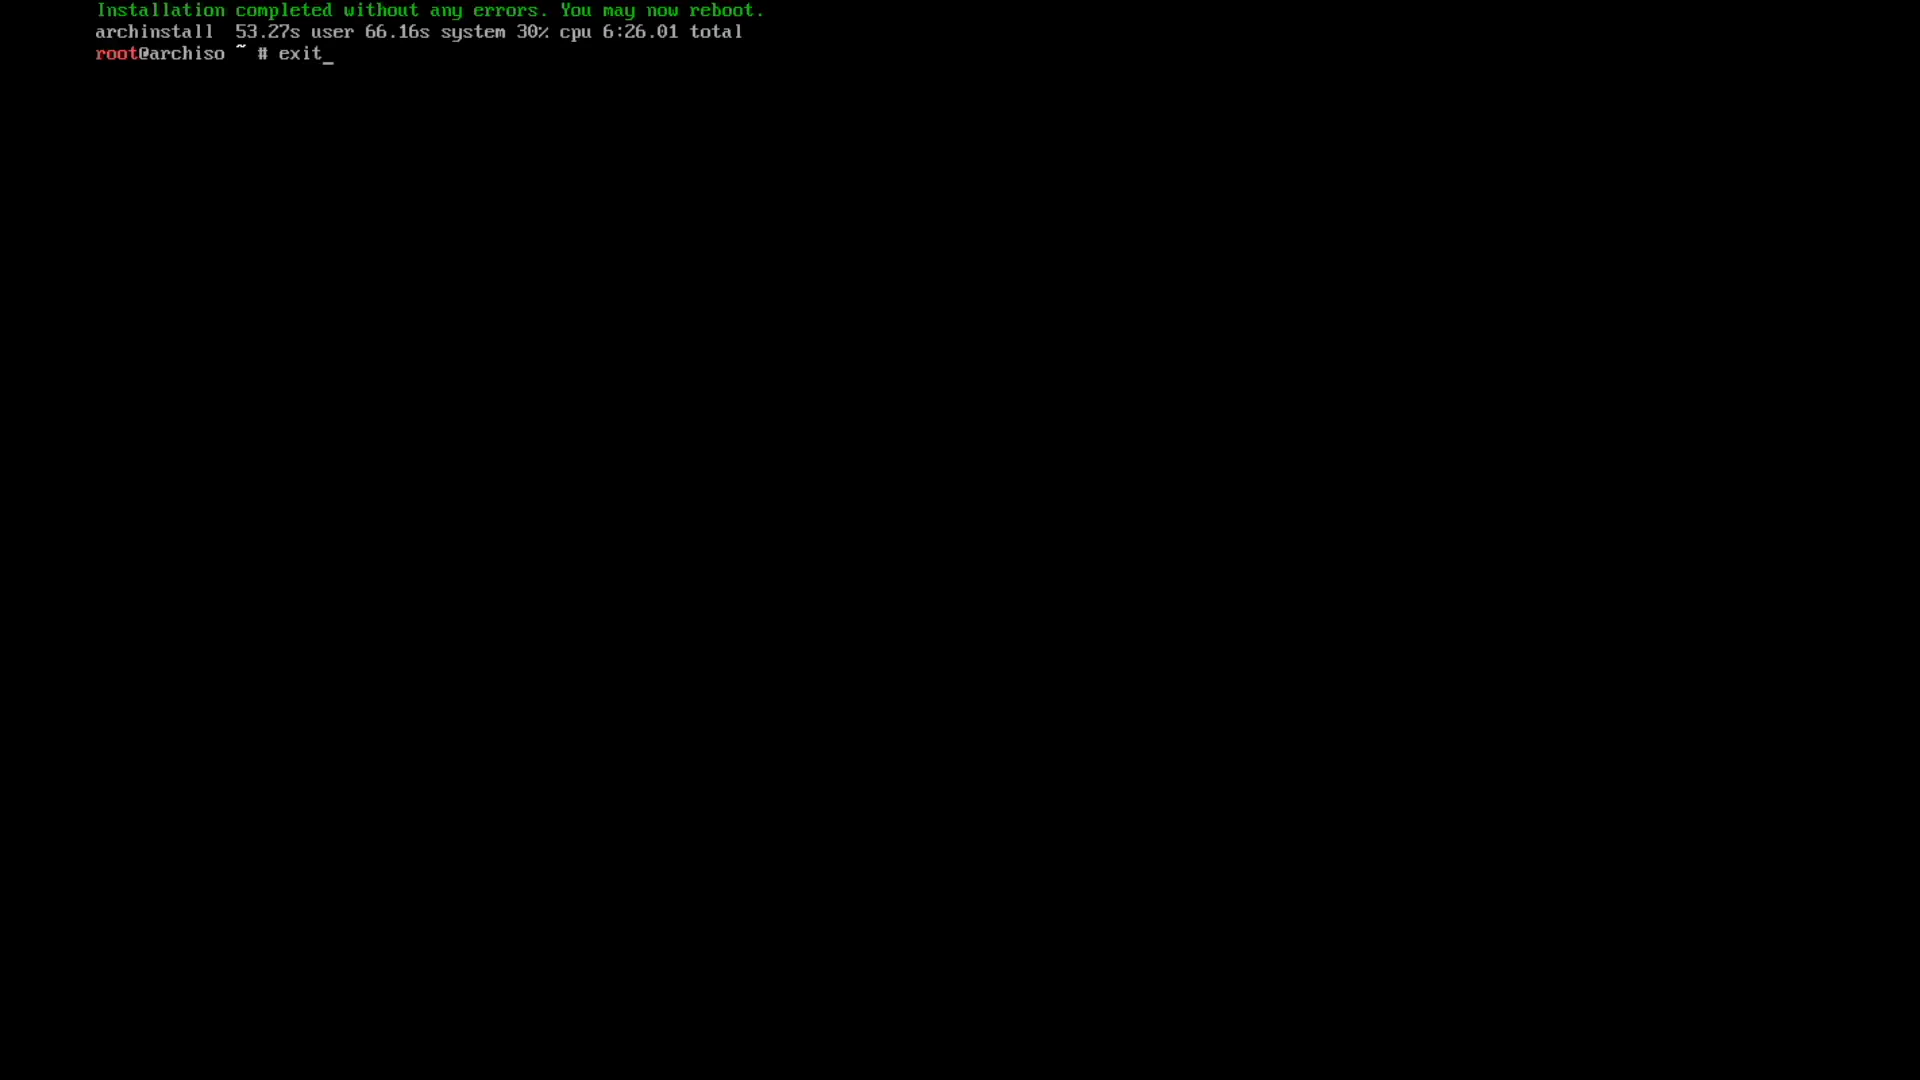 Installation completed without any errors. You may now reboot.
archinstall  53.27s user 66.16s system 30% cpu 6:26.01 total
root@archiso ~ # exit_